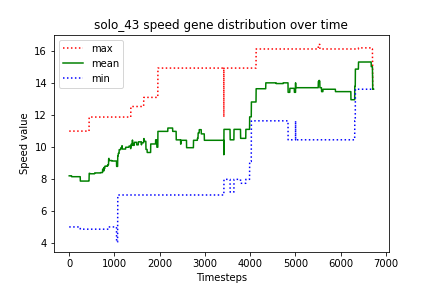 solo_43 speed gene distribution over time
max
mean
min
Speed value
16
14
12
10
8
6
4
0 1000 2000 3000 4000 5000 6000 7000
Timesteps